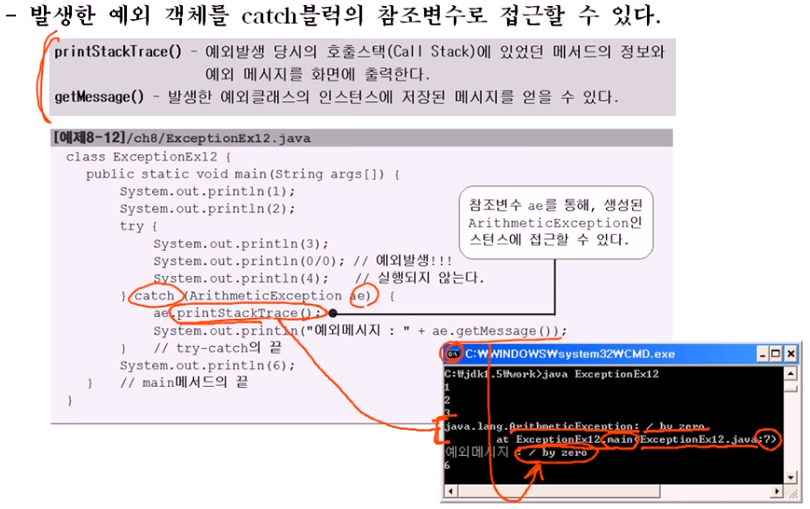 - 발생한 예외 객체를 catch블럭의 참조변수로 접근할 수 있다.
printStackTrace() - 예외발생 당시의 호출스택(Call Stack)에 있었던 메서드의 정보와
예외 메시지를 화면에 출력한다.
getMessage() - 발생한 예외클래스의 인스턴스에 저장된 메시지를 얻을 수 있다.
[예제8-12]/ch8/ExceptionEx12.java
class ExceptionEx12 {
public static void main(String args[]) {
System.out.println(1);
System.out.println(2);
try {
System.out.println(3);
System.out.println(0/0); // 예외발생!!!
System.out.println(4); // 실행되지 않는다.
} catch (ArithmeticException ae) {
ae.printStackTrace();
System.out.println("예외메시지 : " + ae.getMessage());
} // try-catch의 끝
System.out.println(6);
} // main메서드의 끝
}
참조변수 ae를 통해, 생성된
ArithmeticException인
스턴스에 접근할 수 있다.
C:\WINDOWS\system32\CMD.exe
C:\jdk1.5\work>java ExceptionEx12
1
2
3
java.lang.ArithmeticException: / by zero
at ExceptionEx12.main(ExceptionEx12.java:7)
예외메시지 : / by zero
6